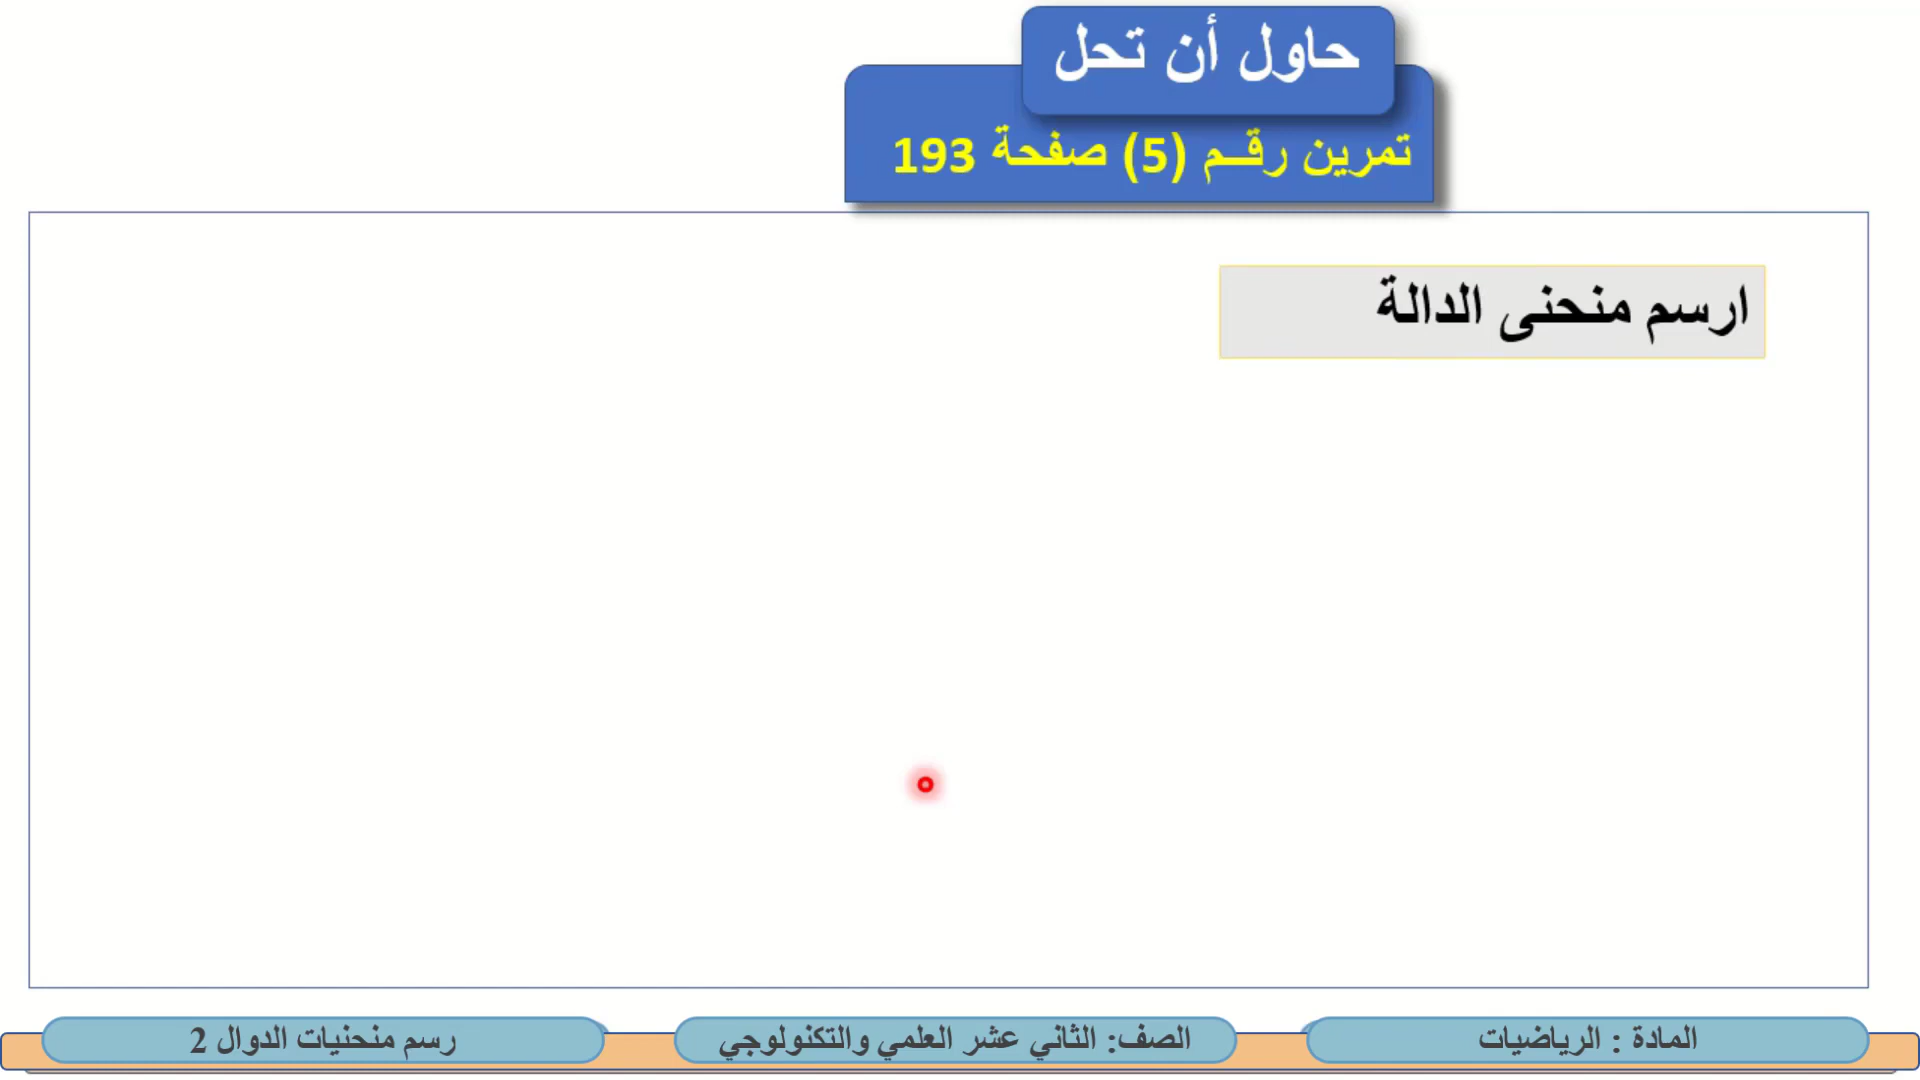 حاول أن تحل
تمرين رقــم (5) صفحة 193
ارسم منحنى الدالة
المادة : الرياضيات
الصف: الثاني عشر العلمي والتكنولوجي
رسم منحنيات الدوال 2